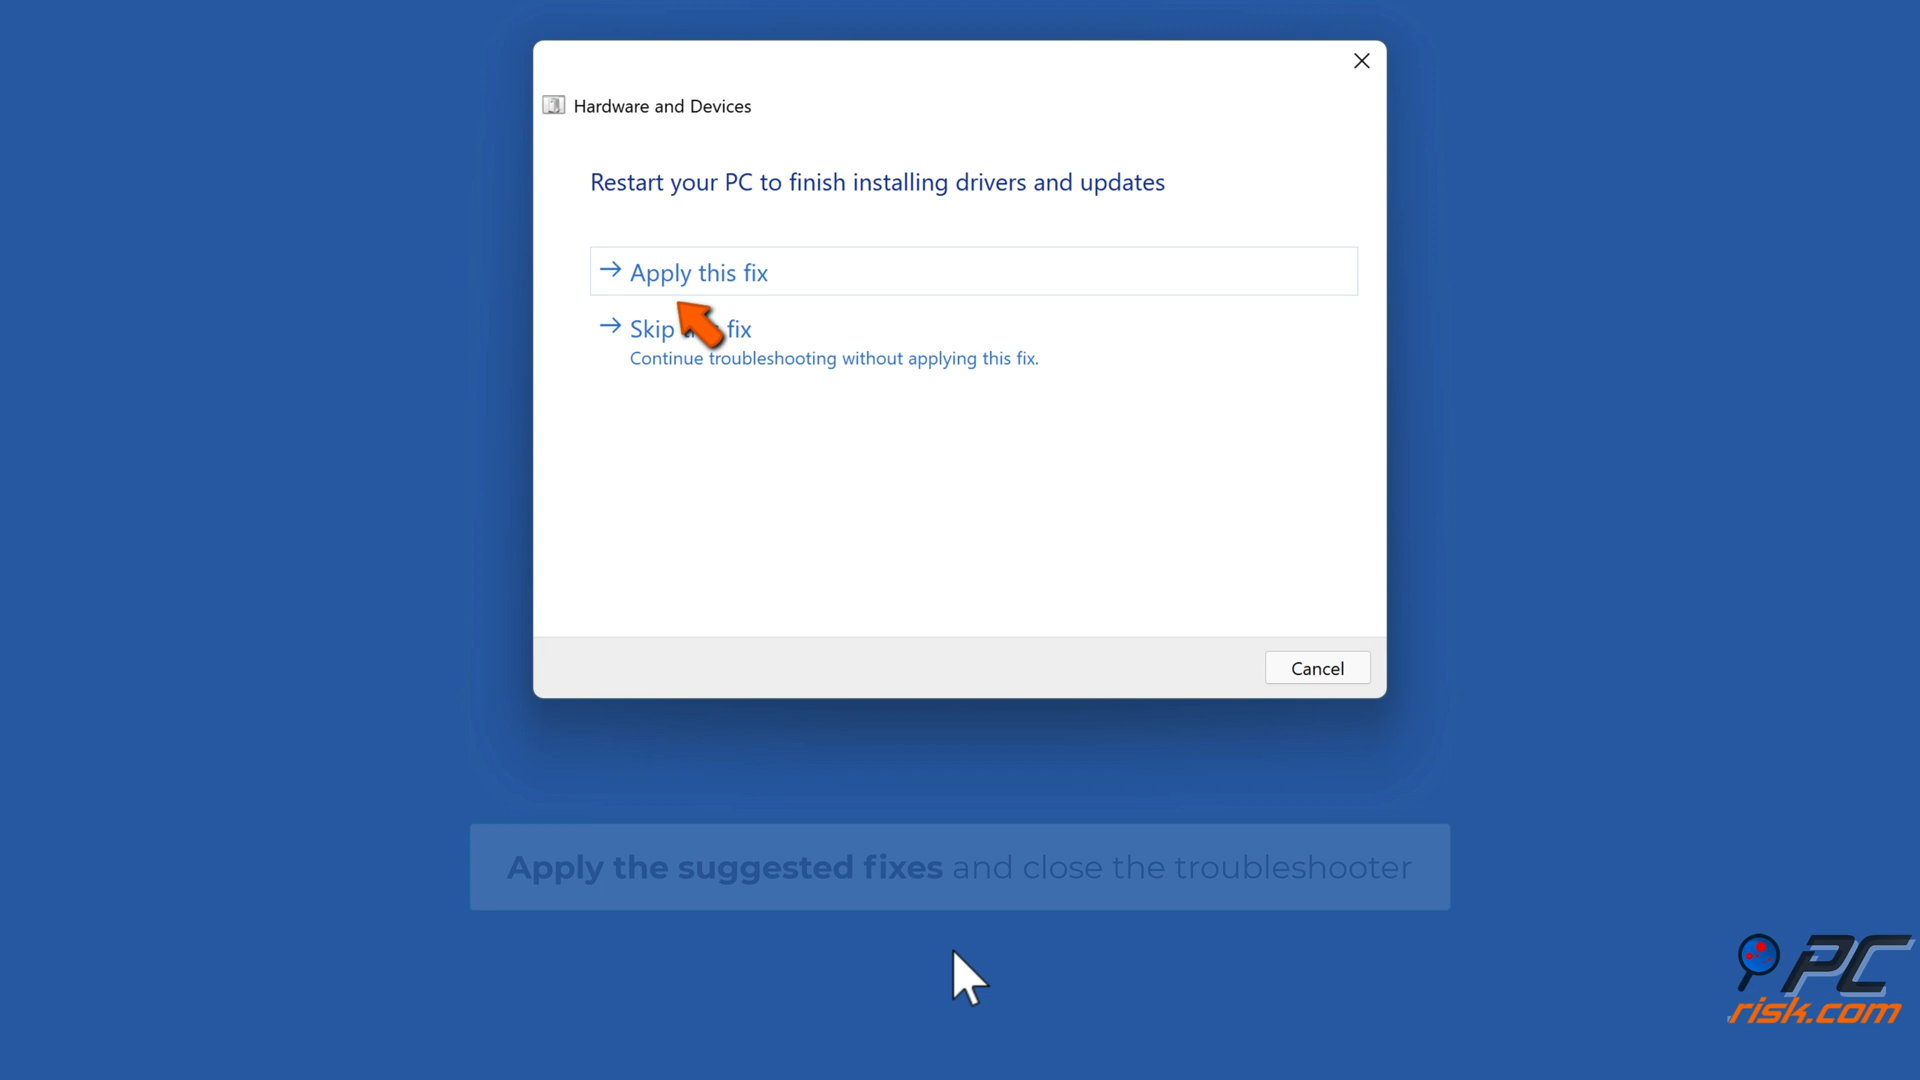 Hardware and Devices
Restart your PC to finish installing drivers and updates
Apply this fix
Skip this fix
Continue troubleshooting without applying this fix.
Cancel
Apply the suggested fixes and close the troubleshooter
PC
risk.com